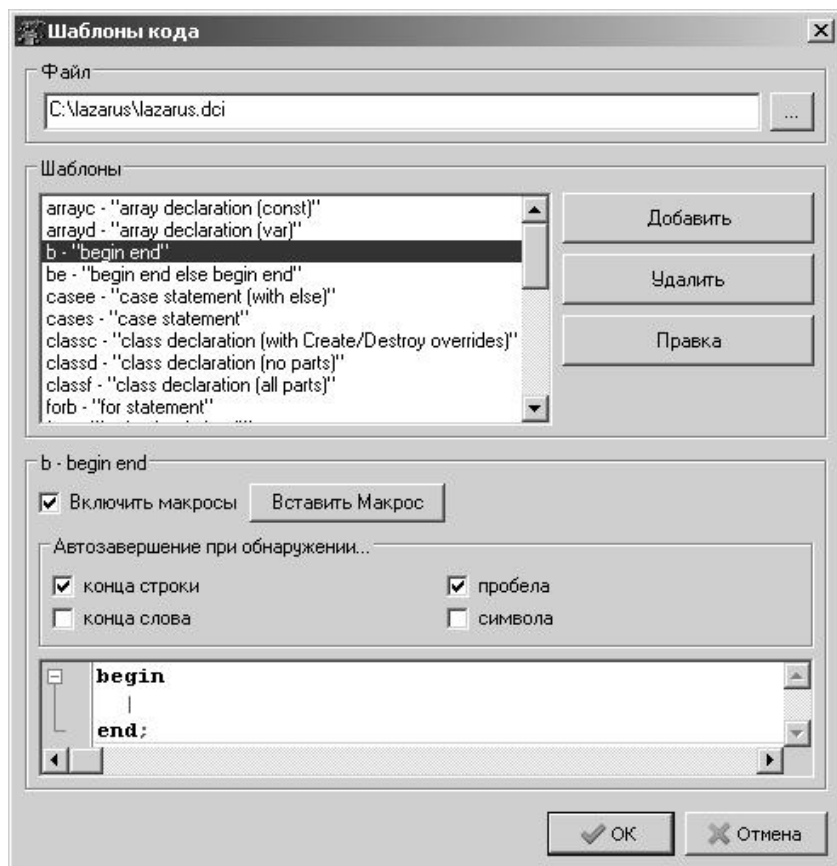 Шаблоны кода
Файл
C:\lazarus\lazarus.dci
...
Шаблоны
arrayc - "array declaration (const)"
arrayd - "array declaration (var)"
b - "begin end"
be - "begin end else begin end"
casee - "case statement (with else)"
cases - "case statement"
classc - "class declaration (with Create/Destroy overrides)"
classd - "class declaration (no parts)"
classf - "class declaration (all parts)"
forb - "for statement"
Добавить
Удалить
Правка
b - begin end
Включить макросы
Вставить Макрос
Автозавершение при обнаружении...
конца строки
пробела
конца слова
символа
begin
|
end;
OK
Отмена